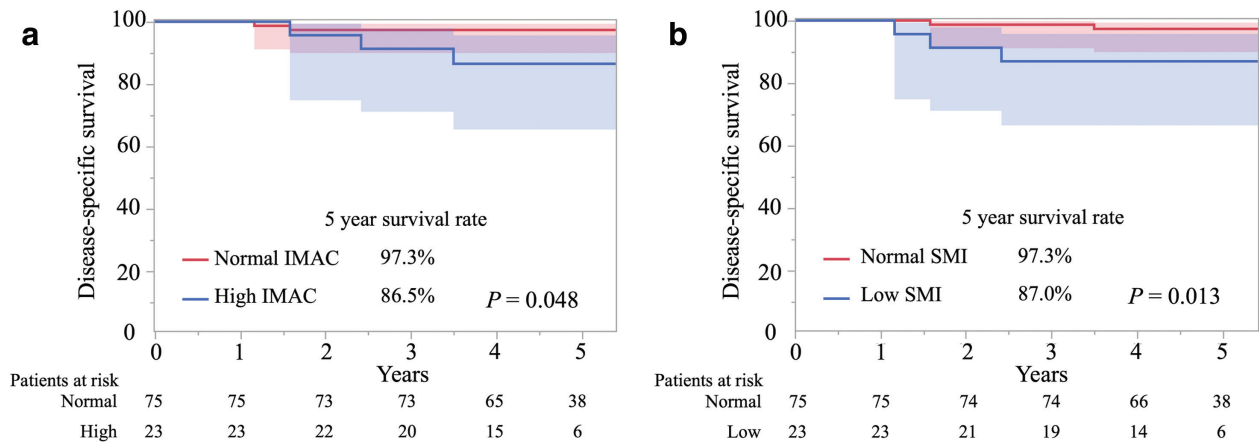 a
Disease-specific survival
100
80
60
40
20
0
5 year survival rate
Normal IMAC 97.3%
High IMAC 86.5%
P = 0.048
0 1 2 3 4 5
Years
Patients at risk
Normal 75 75 73 73 65 38
High 23 23 22 20 15 6
b
Disease-specific survival
100
80
60
40
20
0
5 year survival rate
Normal SMI 97.3%
Low SMI 87.0%
P = 0.013
0 1 2 3 4 5
Years
Patients at risk
Normal 75 75 74 74 66 38
Low 23 23 21 19 14 6